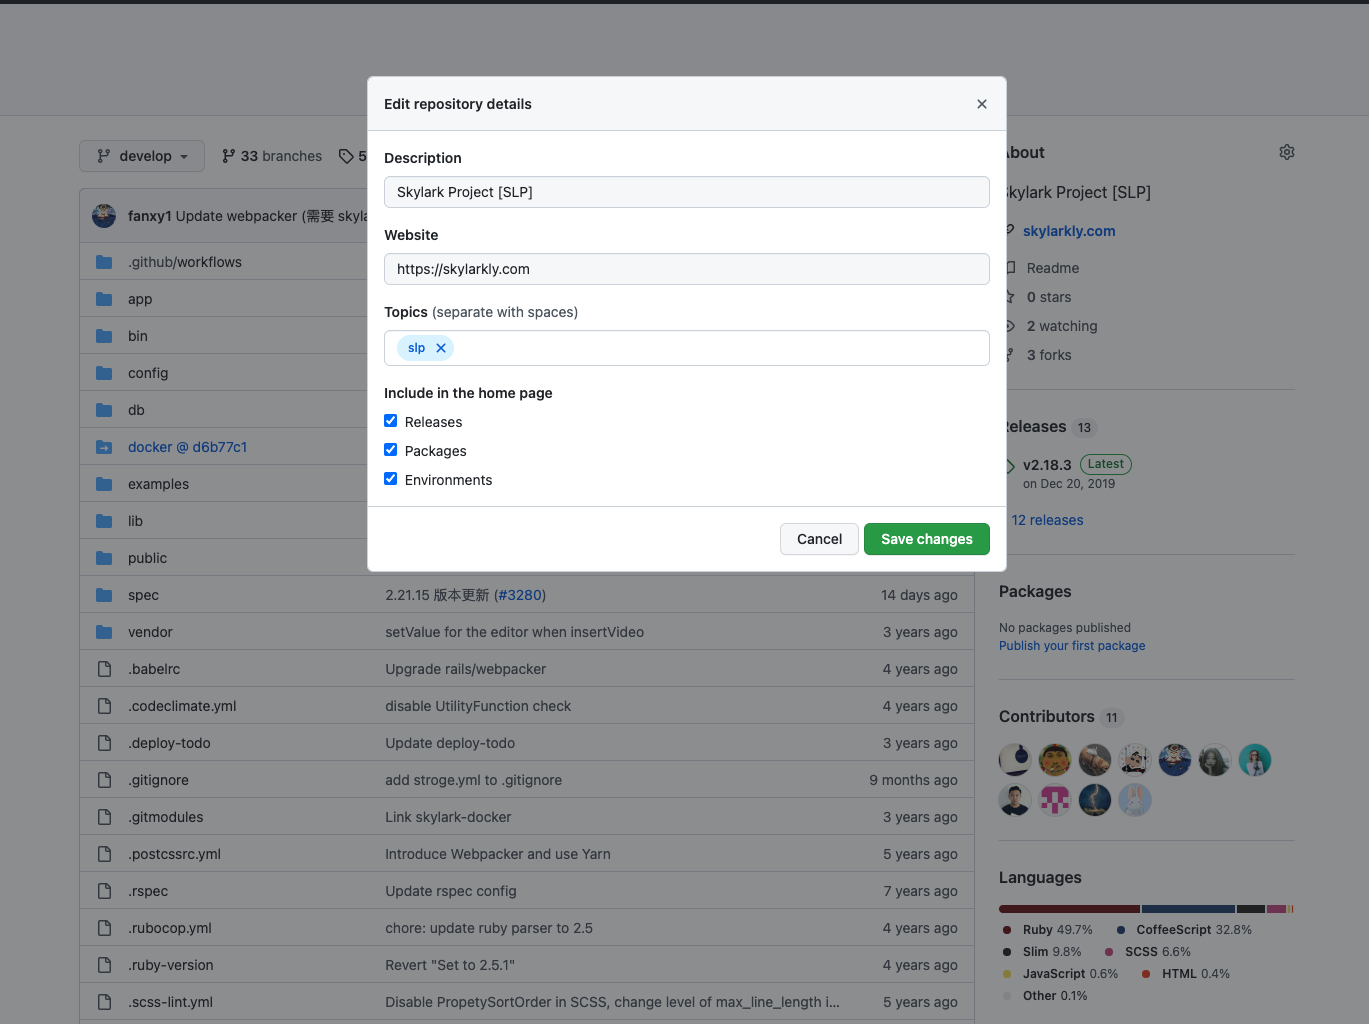 Edit repository details
Description
Skylark Project [SLP]
Website
https://skylarkly.com
Topics (separate with spaces)
slp
Include in the home page
Releases
Packages
Environments
Cancel
Save changes
develop
33 branches
5
fanxy1 Update webpacker (需要
.github/workflows
app
bin
config
db
docker @ d6b77c1
examples
lib
public
spec 2.21.15 版本更新 (#3280) 14 days ago
vendor setValue for the editor when insertVideo 3 years ago
.babelrc Upgrade rails/webpacker 4 years ago
.codeclimate.yml disable UtilityFunction check 4 years ago
.deploy-todo Update deploy-todo 3 years ago
.gitignore add stroge.yml to .gitignore 9 months ago
.gitmodules Link skylark-docker 3 years ago
.postcssrc.yml Introduce Webpacker and use Yarn 5 years ago
.rspec Update rspec config 7 years ago
.rubocop.yml chore: update ruby parser to 2.5 4 years ago
.ruby-version Revert "Set to 2.5.1" 4 years ago
.scss-lint.yml Disable PropetySortOrder in SCSS, change level of max_line_length i... 5 years ago
About
Skylark Project [SLP]
skylarkly.com
Readme
0 stars
2 watching
3 forks
Releases 13
v2.18.3 Latest
on Dec 20, 2019
12 releases
Packages
No packages published
Publish your first package
Contributors 11
Languages
Ruby 49.7% CoffeeScript 32.8%
Slim 9.8% SCSS 6.6%
JavaScript 0.6% HTML 0.4%
Other 0.1%